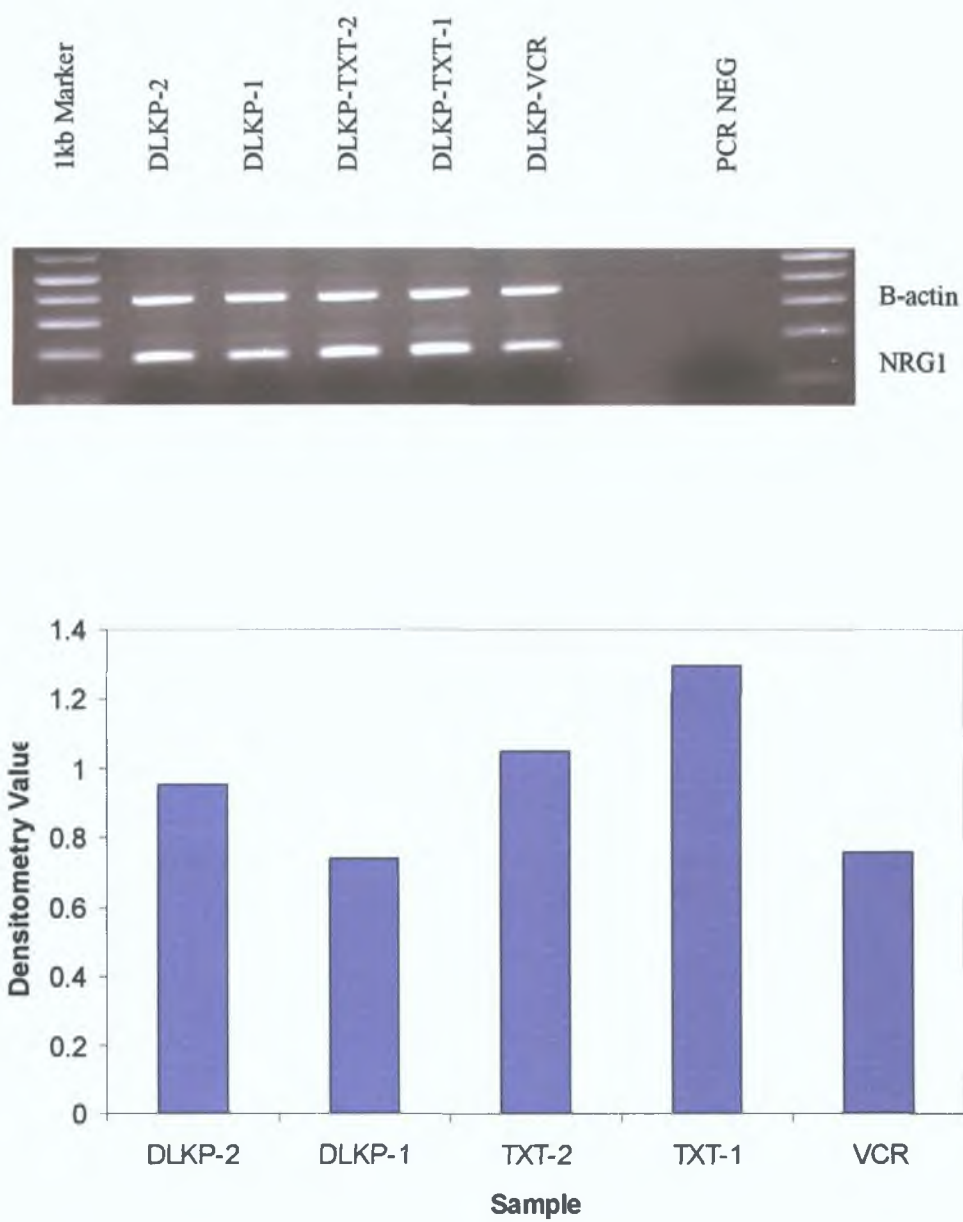 1kb Marker
DLKP-2
DLKP-1
DLKP-TXT-2
DLKP-TXT-1
DLKP-VCR
PCR NEG
B-actin
NRG1
Densitometry Value
1.4
1.2
1
0.8
0.6
0.4
0.2
0
DLKP-2
DLKP-1
TXT-2
TXT-1
VCR
Sample